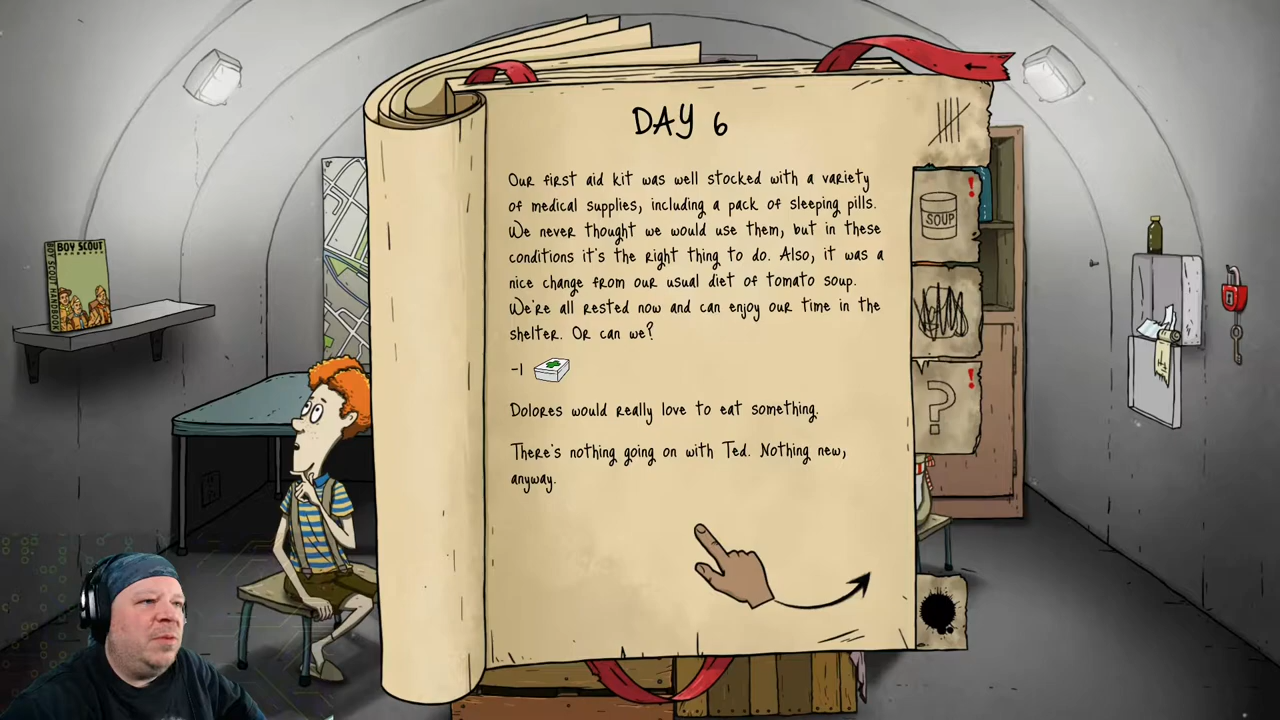 DAY 6
Our first aid kit was well stocked with a variety
of medical supplies, including a pack of sleeping pills.
We never thought we would use them, but in these
conditions it's the right thing to do. Also, it was a
nice change from our usual diet of tomato soup.
We're all rested now and can enjoy our time in the
shelter. Or can we?
-1
Dolores would really love to eat something.
There's nothing going on with Ted. Nothing new,
anyway.
!
SOUP
!
?
BOY SCOUT
BOY SCOUT HANDBOOK